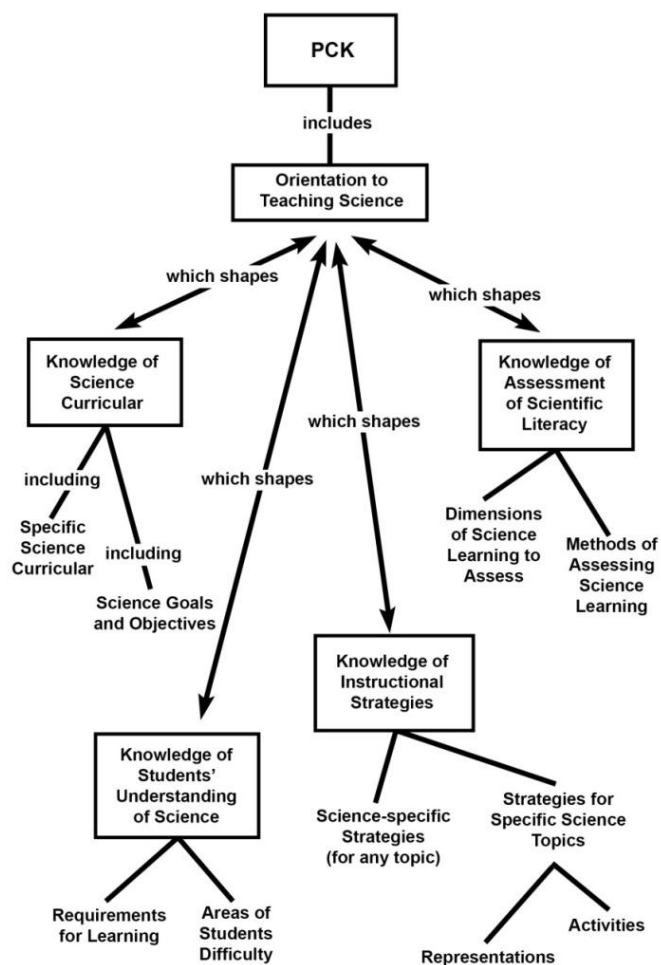 PCK
includes
Orientation to
Teaching Science
which shapes
which shapes
Knowledge of
Science
Curricular
Knowledge of
Assessment
of Scientific
Literacy
which shapes
which shapes
including
Specific
Science
Curricular
including
Science Goals
and Objectives
Dimensions
of Science
Learning to
Assess
Methods of
Assessing
Science
Learning
Knowledge of
Instructional
Strategies
Knowledge of
Students’
Understanding
of Science
Science-specific
Strategies
(for any topic)
Strategies for
Specific Science
Topics
Requirements
for Learning
Areas of
Students
Difficulty
Representations
Activities